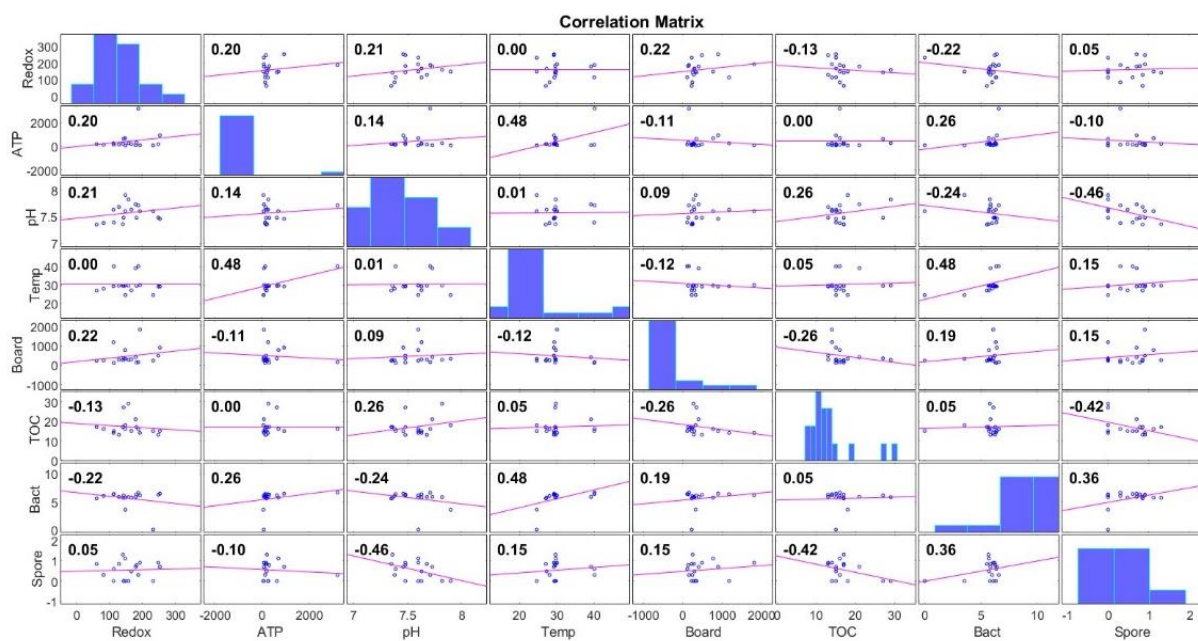 Correlation Matrix
Redox
300
200
100
0
0.20 0.21 0.00 0.22 -0.13 -0.22 0.05
ATP
2000
0
-2000
0.20 0.14 0.48 -0.11 0.00 0.26 -0.10
pH
8
7.5
7
0.21 0.14 0.01 0.09 0.26 -0.24 -0.46
Temp
40
30
20
0.00 0.48 0.01 -0.12 0.05 0.48 0.15
Board
2000
1000
0
-1000
0.22 -0.11 0.09 -0.12 -0.26 0.19 0.15
TOC
30
20
10
0
-0.13 0.00 0.26 0.05 -0.26 0.05 -0.42
Bact
10
5
0
-0.22 0.26 -0.24 0.48 0.19 0.05 0.36
Spore
2
1
0
-1
0.05 -0.10 -0.46 0.15 0.15 -0.42 0.36
0 100 200 300 -2000 0 2000 7 7.5 8 20 40 -1000 0 1000 2000 0 10 20 30 0 5 10 -1 0 1 2
Redox ATP pH Temp Board TOC Bact Spore